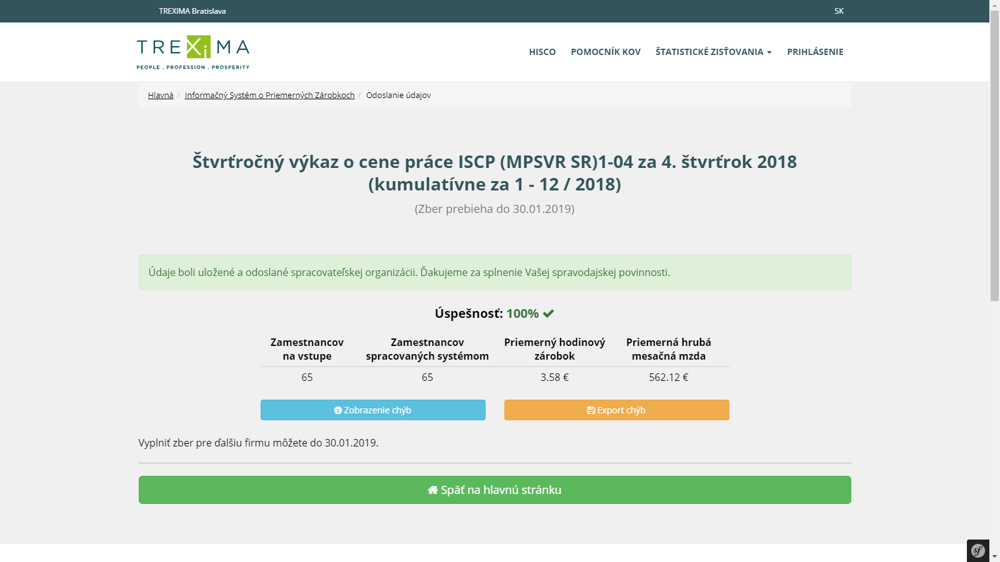 TREXIMA Bratislava
SK
TREXiMA
PEOPLE . PROFESSION . PROSPERITY
HISCO
POMOCNÍK KOV
ŠTATISTICKÉ ZISŤOVANIA
PRIHLÁSENIE
Hlavná / Informačný Systém o Priemerných Zárobkoch / Odoslanie údajov
Štvrťročný výkaz o cene práce ISCP (MPSVR SR)1-04 za 4. štvrťrok 2018
(kumulatívne za 1 - 12 / 2018)
(Zber prebieha do 30.01.2019)
Údaje boli uložené a odoslané spracovateľskej organizácii. Ďakujeme za splnenie Vašej spravodajskej povinnosti.
Úspešnosť: 100%
Zamestnancov
na vstupe
Zamestnancov
spracovaných systémom
Priemerný hodinový
zárobok
Priemerná hrubá
mesačná mzda
65
65
3.58 €
562.12 €
Zobrazenie chýb
Export chýb
Vyplniť zber pre ďalšiu firmu môžete do 30.01.2019.
Späť na hlavnú stránku
sf